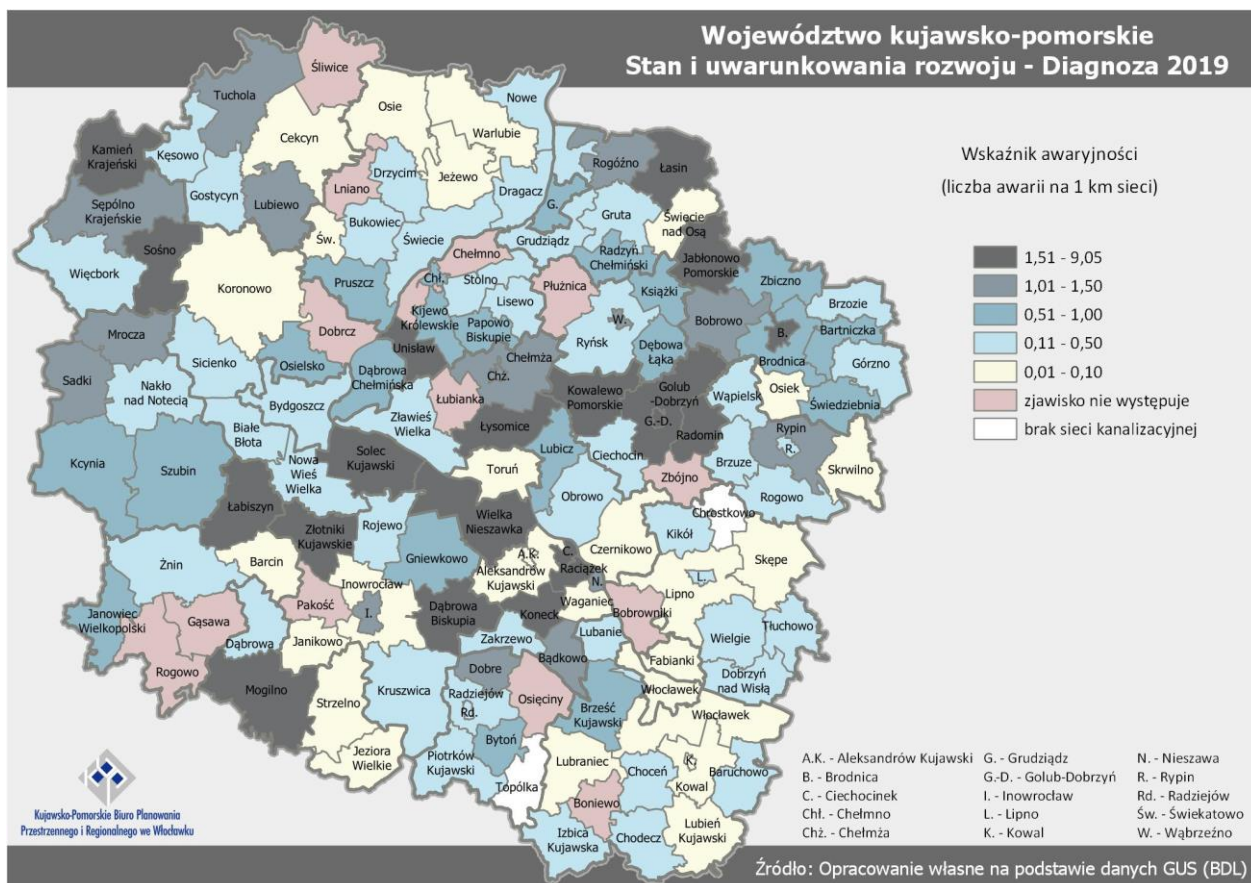 Województwo kujawsko-pomorskie
Stan i uwarunkowania rozwoju - Diagnoza 2019
Wskaźnik awaryjności
(liczba awarii na 1 km sieci)
1,51 - 9,05
1,01 - 1,50
0,51 - 1,00
0,11 - 0,50
0,01 - 0,10
zjawisko nie występuje
brak sieci kanalizacyjnej
Śliwice
Tuchola
Osie
Nowe
Cekcyn
Warlubie
Kamień
Krajeński
Kęsowo
Rogóźno
Łasin
Lniano
Drzycim
Jeżewo
Gostycyn
Dragacz
Sępólno
Krajeńskie
Lubiewo
G.
Gruta
Święcie
nad Osą
Bukowiec
Św.
Świecie
Grudziądz
Sośno
Więcbork
Chełmno
Radzyń
Chełmiński
Jabłonowo
Pomorskie
Koronowo
Pruszcz
Chł.
Stolno
Płużnica
Książki
Zbiczno
Brzozie
Lisewo
Kijewo
Królewskie
Papowo
Biskupie
W.
Bobrowo
B.
Bartniczka
Mrocza
Dobrcz
Unisław
Ryńsk
Dębowa
Łąka
Brodnica
Górzno
Sicienko
Osielsko
Dąbrowa
Chełmińska
Chełmża
Chż.
Sadki
Nakło
nad Notecią
Bydgoszcz
Łubianka
Kowalewo
Pomorskie
Golub
-Dobrzyń
Wąpielsk
Osiek
Świedziebnia
Zławieś
Wielka
G.-D.
Radomin
Białe
Błota
Łysomice
Rypin
R.
Solec
Kujawski
Lubicz
Ciechocin
Brzuze
Kcynia
Szubin
Nowa
Wieś
Wielka
Toruń
Zbójno
Skrwilno
Obrowo
Rogowo
Łabiszyn
Wielka
Nieszawka
Chrostkowo
Złotniki
Kujawskie
Rojewo
Kikół
Czernikowo
Skępe
Gniewkowo
A.K.
C.
Raciążek
Żnin
Barcin
Aleksandrów
Kujawski
N.
Inowrocław
L.
Lipno
Pakość
I.
Dąbrowa
Biskupia
Koneck
Waganiec
Bobrowniki
Janowiec
Wielkopolski
Gąsawa
Tłuchowo
Dąbrowa
Janikowo
Zakrzewo
Lubanie
Wielgie
Bądkowo
Fabianki
Rogowo
Dobre
Dobrzyń
nad Wisłą
Mogilno
Kruszwica
Radziejów
Rd.
Osięciny
Włocławek
Strzelno
Brześć
Kujawski
Włocławek
Bytoń
Jeziora
Wielkie
Piotrków
Kujawski
Lubraniec
K.
Kowal
Choceń
Baruchowo
Topólka
Boniewo
Izbica
Kujawska
Chodecz
Lubień
Kujawski
A.K. - Aleksandrów Kujawski
B. - Brodnica
C. - Ciechocinek
Chł. - Chełmno
Chż. - Chełmża
G. - Grudziądz
G.-D. - Golub-Dobrzyń
I. - Inowrocław
L. - Lipno
K. - Kowal
N. - Nieszawa
R. - Rypin
Rd. - Radziejów
Św. - Świekatowo
W. - Wąbrzeźno
Kujawsko-Pomorskie Biuro Planowania
Przestrzennego i Regionalnego we Włocławku
Źródło: Opracowanie własne na podstawie danych GUS (BDL)